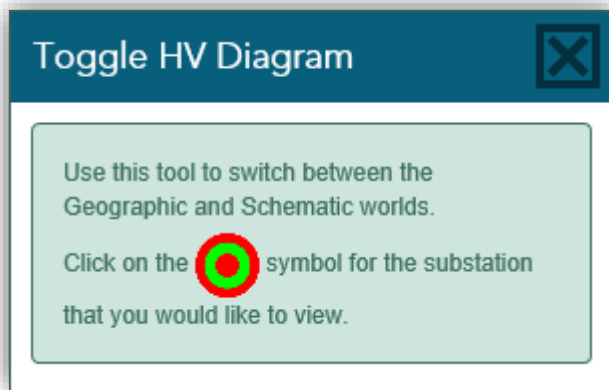 Toggle HV Diagram
Use this tool to switch between the
Geographic and Schematic worlds.
Click on the symbol for the substation
that you would like to view.